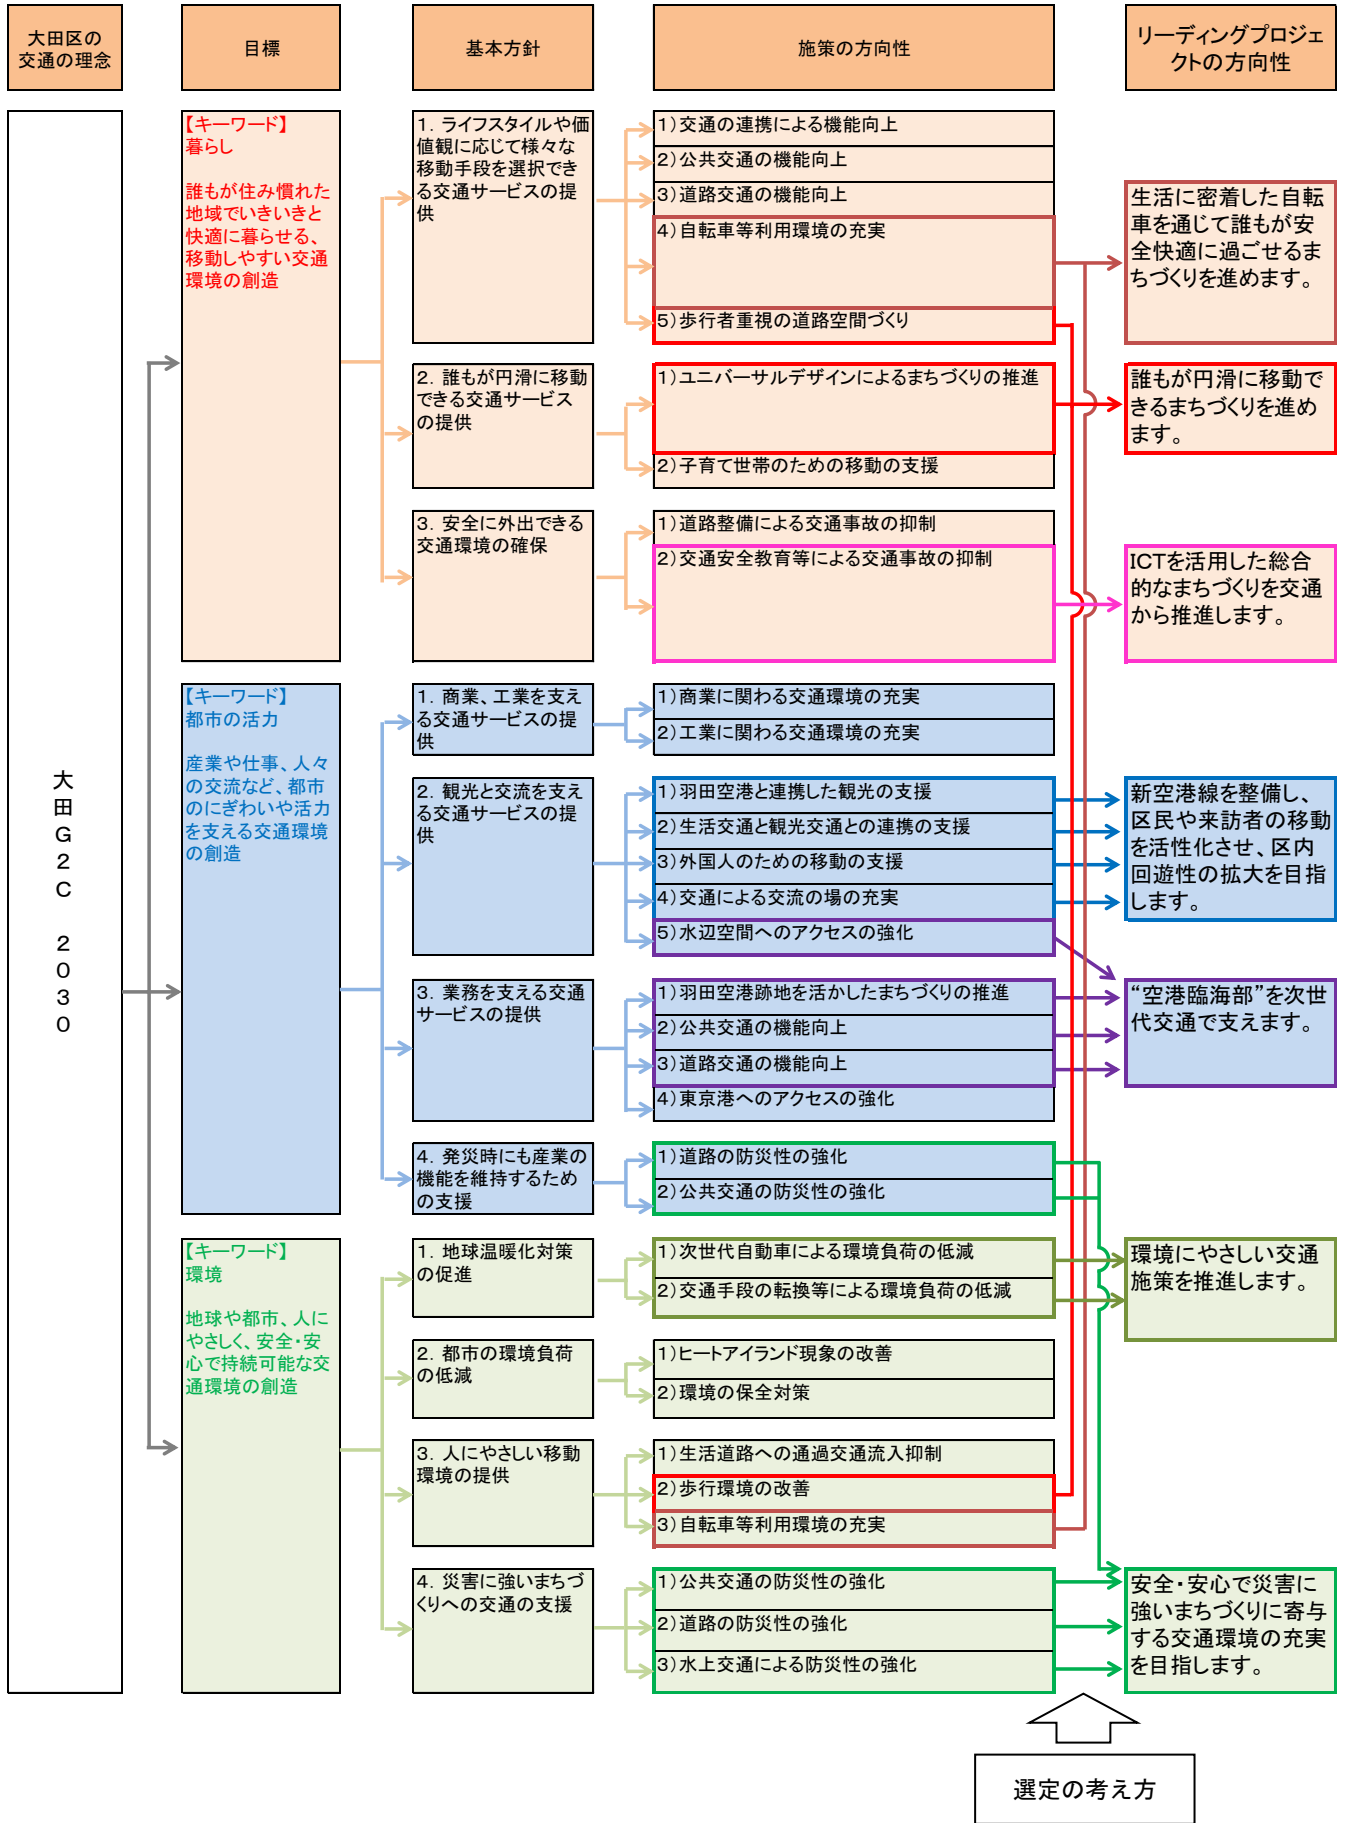 大田区の
交通の理念
目標
基本方針
施策の方向性
リーディングプロジェ
クトの方向性
大田G2C 2030
【キーワード】
暮らし
誰もが住み慣れた
地域でいきいきと
快適に暮らせる、
移動しやすい交通
環境の創造
1．ライフスタイルや価
値観に応じて様々な
移動手段を選択でき
る交通サービスの提
供
1）交通の連携による機能向上
2）公共交通の機能向上
3）道路交通の機能向上
4）自転車等利用環境の充実
5）歩行者重視の道路空間づくり
生活に密着した自転
車を通じて誰もが安
全快適に過ごせるま
ちづくりを進めます。
2．誰もが円滑に移動
できる交通サービス
の提供
1）ユニバーサルデザインによるまちづくりの推進
2）子育て世帯のための移動の支援
誰もが円滑に移動で
きるまちづくりを進め
ます。
3．安全に外出できる
交通環境の確保
1）道路整備による交通事故の抑制
2）交通安全教育等による交通事故の抑制
ICTを活用した総合
的なまちづくりを交通
から推進します。
【キーワード】
都市の活力
産業や仕事、人々
の交流など、都市
のにぎわいや活力
を支える交通環境
の創造
1．商業、工業を支え
る交通サービスの提
供
1）商業に関わる交通環境の充実
2）工業に関わる交通環境の充実
2．観光と交流を支え
る交通サービスの提
供
1）羽田空港と連携した観光の支援
2）生活交通と観光交通との連携の支援
3）外国人のための移動の支援
4）交通による交流の場の充実
5）水辺空間へのアクセスの強化
新空港線を整備し、
区民や来訪者の移動
を活性化させ、区内
回遊性の拡大を目指
します。
3．業務を支える交通
サービスの提供
1）羽田空港跡地を活かしたまちづくりの推進
2）公共交通の機能向上
3）道路交通の機能向上
4）東京港へのアクセスの強化
“空港臨海部”を次世
代交通で支えます。
4．発災時にも産業の
機能を維持するため
の支援
1）道路の防災性の強化
2）公共交通の防災性の強化
【キーワード】
環境
地球や都市、人に
やさしく、安全・安
心で持続可能な交
通環境の創造
1．地球温暖化対策
の促進
1）次世代自動車による環境負荷の低減
2）交通手段の転換等による環境負荷の低減
環境にやさしい交通
施策を推進します。
2．都市の環境負荷
の低減
1）ヒートアイランド現象の改善
2）環境の保全対策
3．人にやさしい移動
環境の提供
1）生活道路への通過交通流入抑制
2）歩行環境の改善
3）自転車等利用環境の充実
4．災害に強いまちづ
くりへの交通の支援
1）公共交通の防災性の強化
2）道路の防災性の強化
3）水上交通による防災性の強化
安全・安心で災害に
強いまちづくりに寄与
する交通環境の充実
を目指します。
選定の考え方